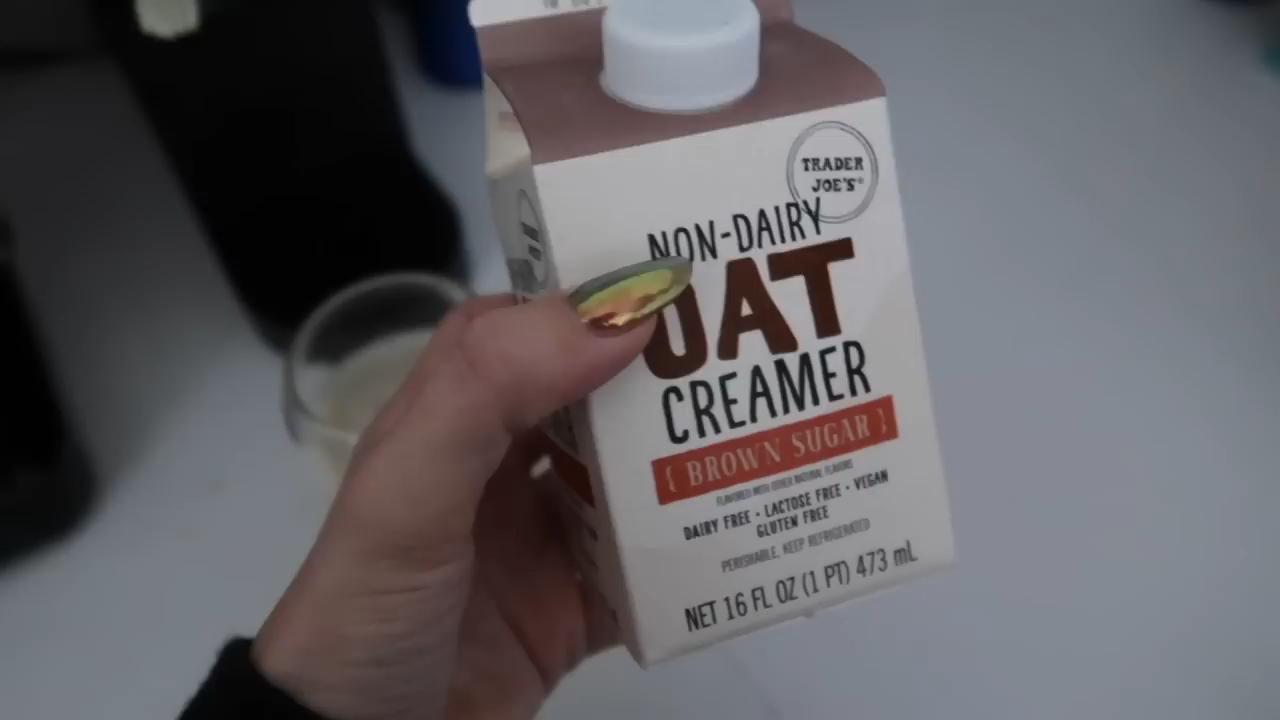 TRADER
JOE'S
NON-DAIRY
OAT
CREAMER
{ BROWN SUGAR }
FLAVORED WITH OTHER NATURAL FLAVORS
DAIRY FREE • LACTOSE FREE • VEGAN
GLUTEN FREE
PERISHABLE, KEEP REFRIGERATED
NET 16 FL OZ (1 PT) 473 mL